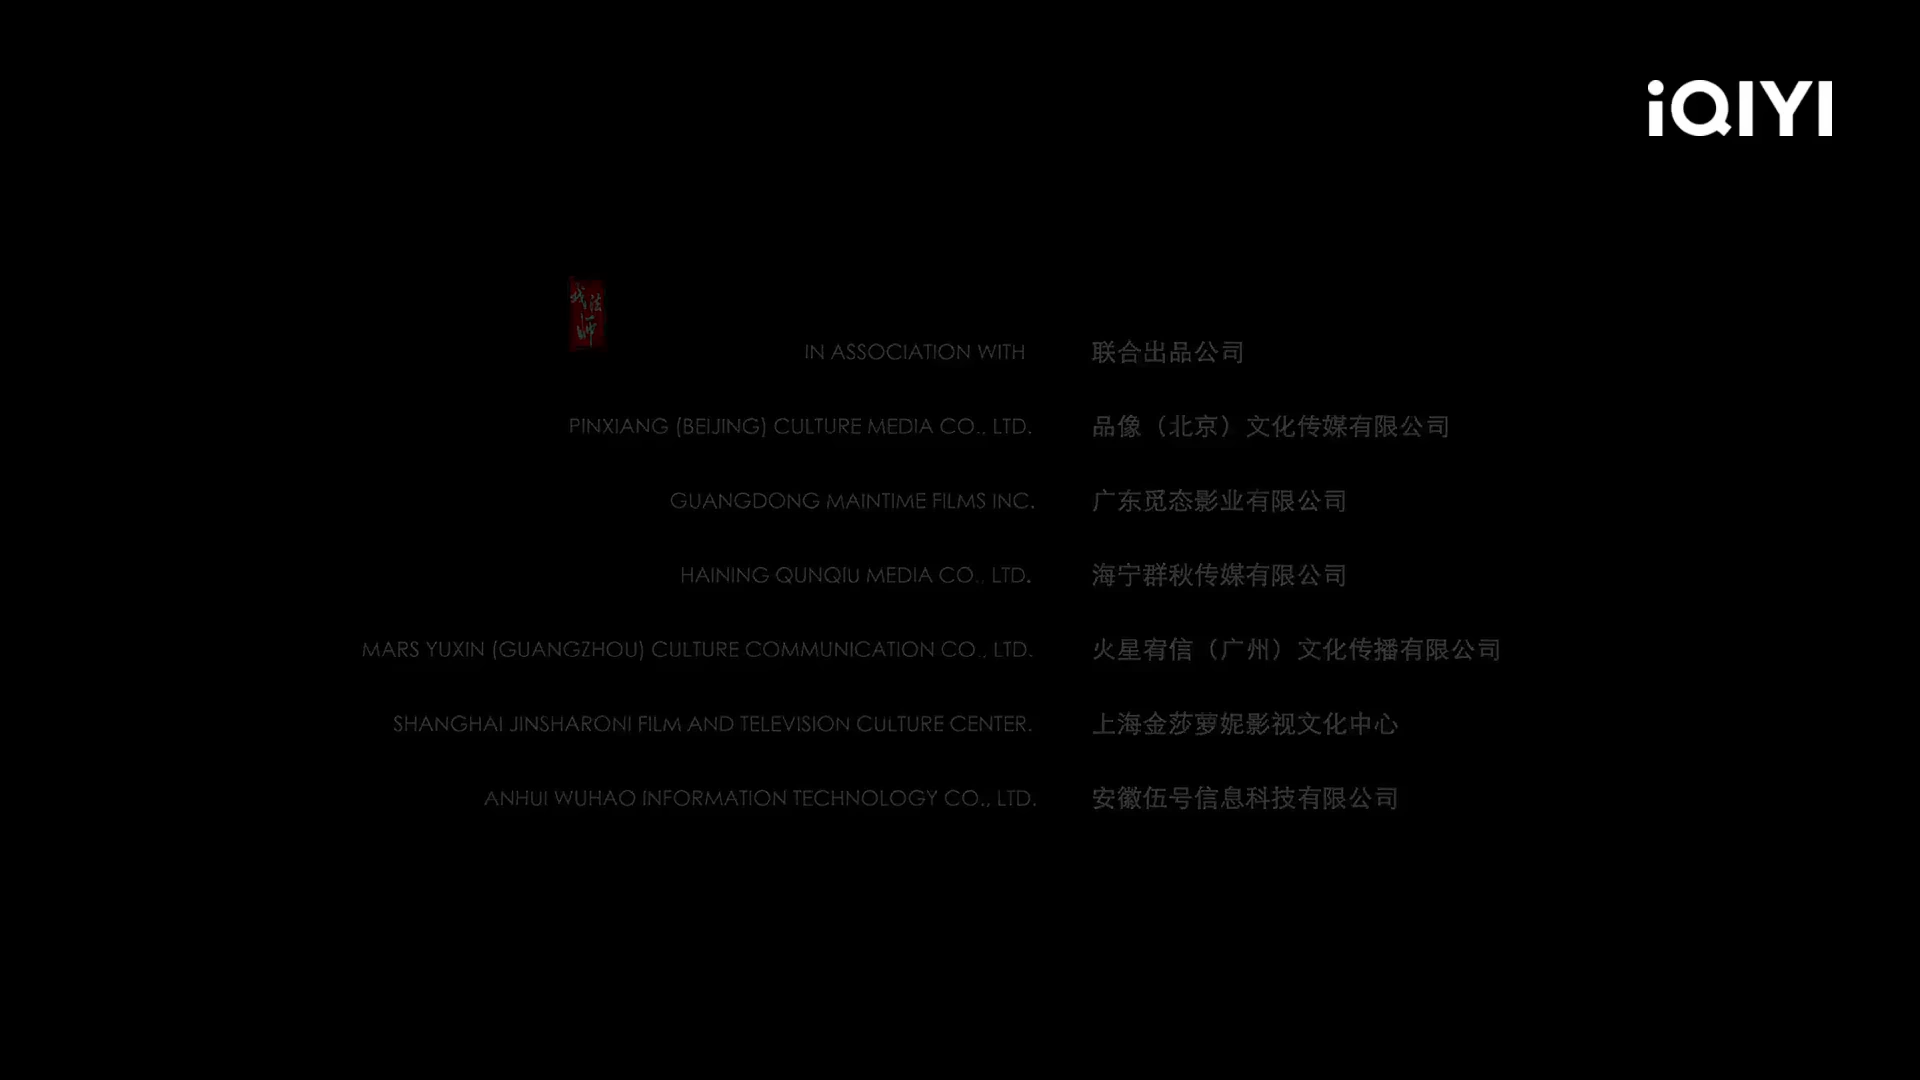 iQIYI
戏法师
IN ASSOCIATION WITH 联合出品公司
PINXIANG (BEIJING) CULTURE MEDIA CO., LTD. 品像（北京）文化传媒有限公司
GUANGDONG MAINTIME FILMS INC. 广东觅态影业有限公司
HAINING QUNQIU MEDIA CO., LTD. 海宁群秋传媒有限公司
MARS YUXIN (GUANGZHOU) CULTURE COMMUNICATION CO., LTD. 火星宥信（广州）文化传播有限公司
SHANGHAI JINSHARONI FILM AND TELEVISION CULTURE CENTER. 上海金莎萝妮影视文化中心
ANHUI WUHAO INFORMATION TECHNOLOGY CO., LTD. 安徽伍号信息科技有限公司